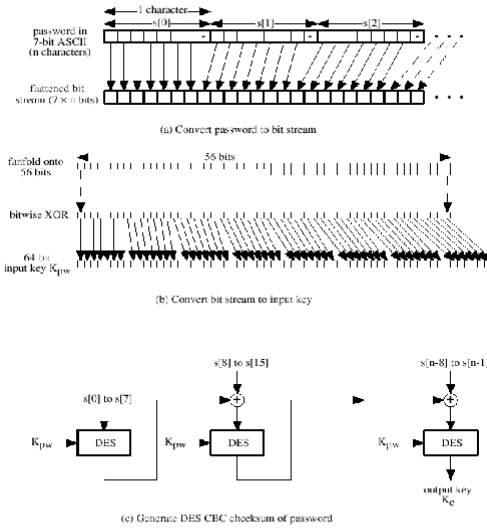 1 character
s[0] s[1] s[2]
password in
7-bit ASCII
(n characters)
flattened bit
stream (7 × n bits)
(a) Convert password to bit stream
fanfold onto
56 bits
56 bits
bitwise XOR
64 bit
input key Kpw
(b) Convert bit stream to input key
s[0] to s[7]
s[8] to s[15]
s[n-8] to s[n-1]
+ +
Kpw DES Kpw DES Kpw DES
output key
Kc
(c) Generate DES CBC checksum of password